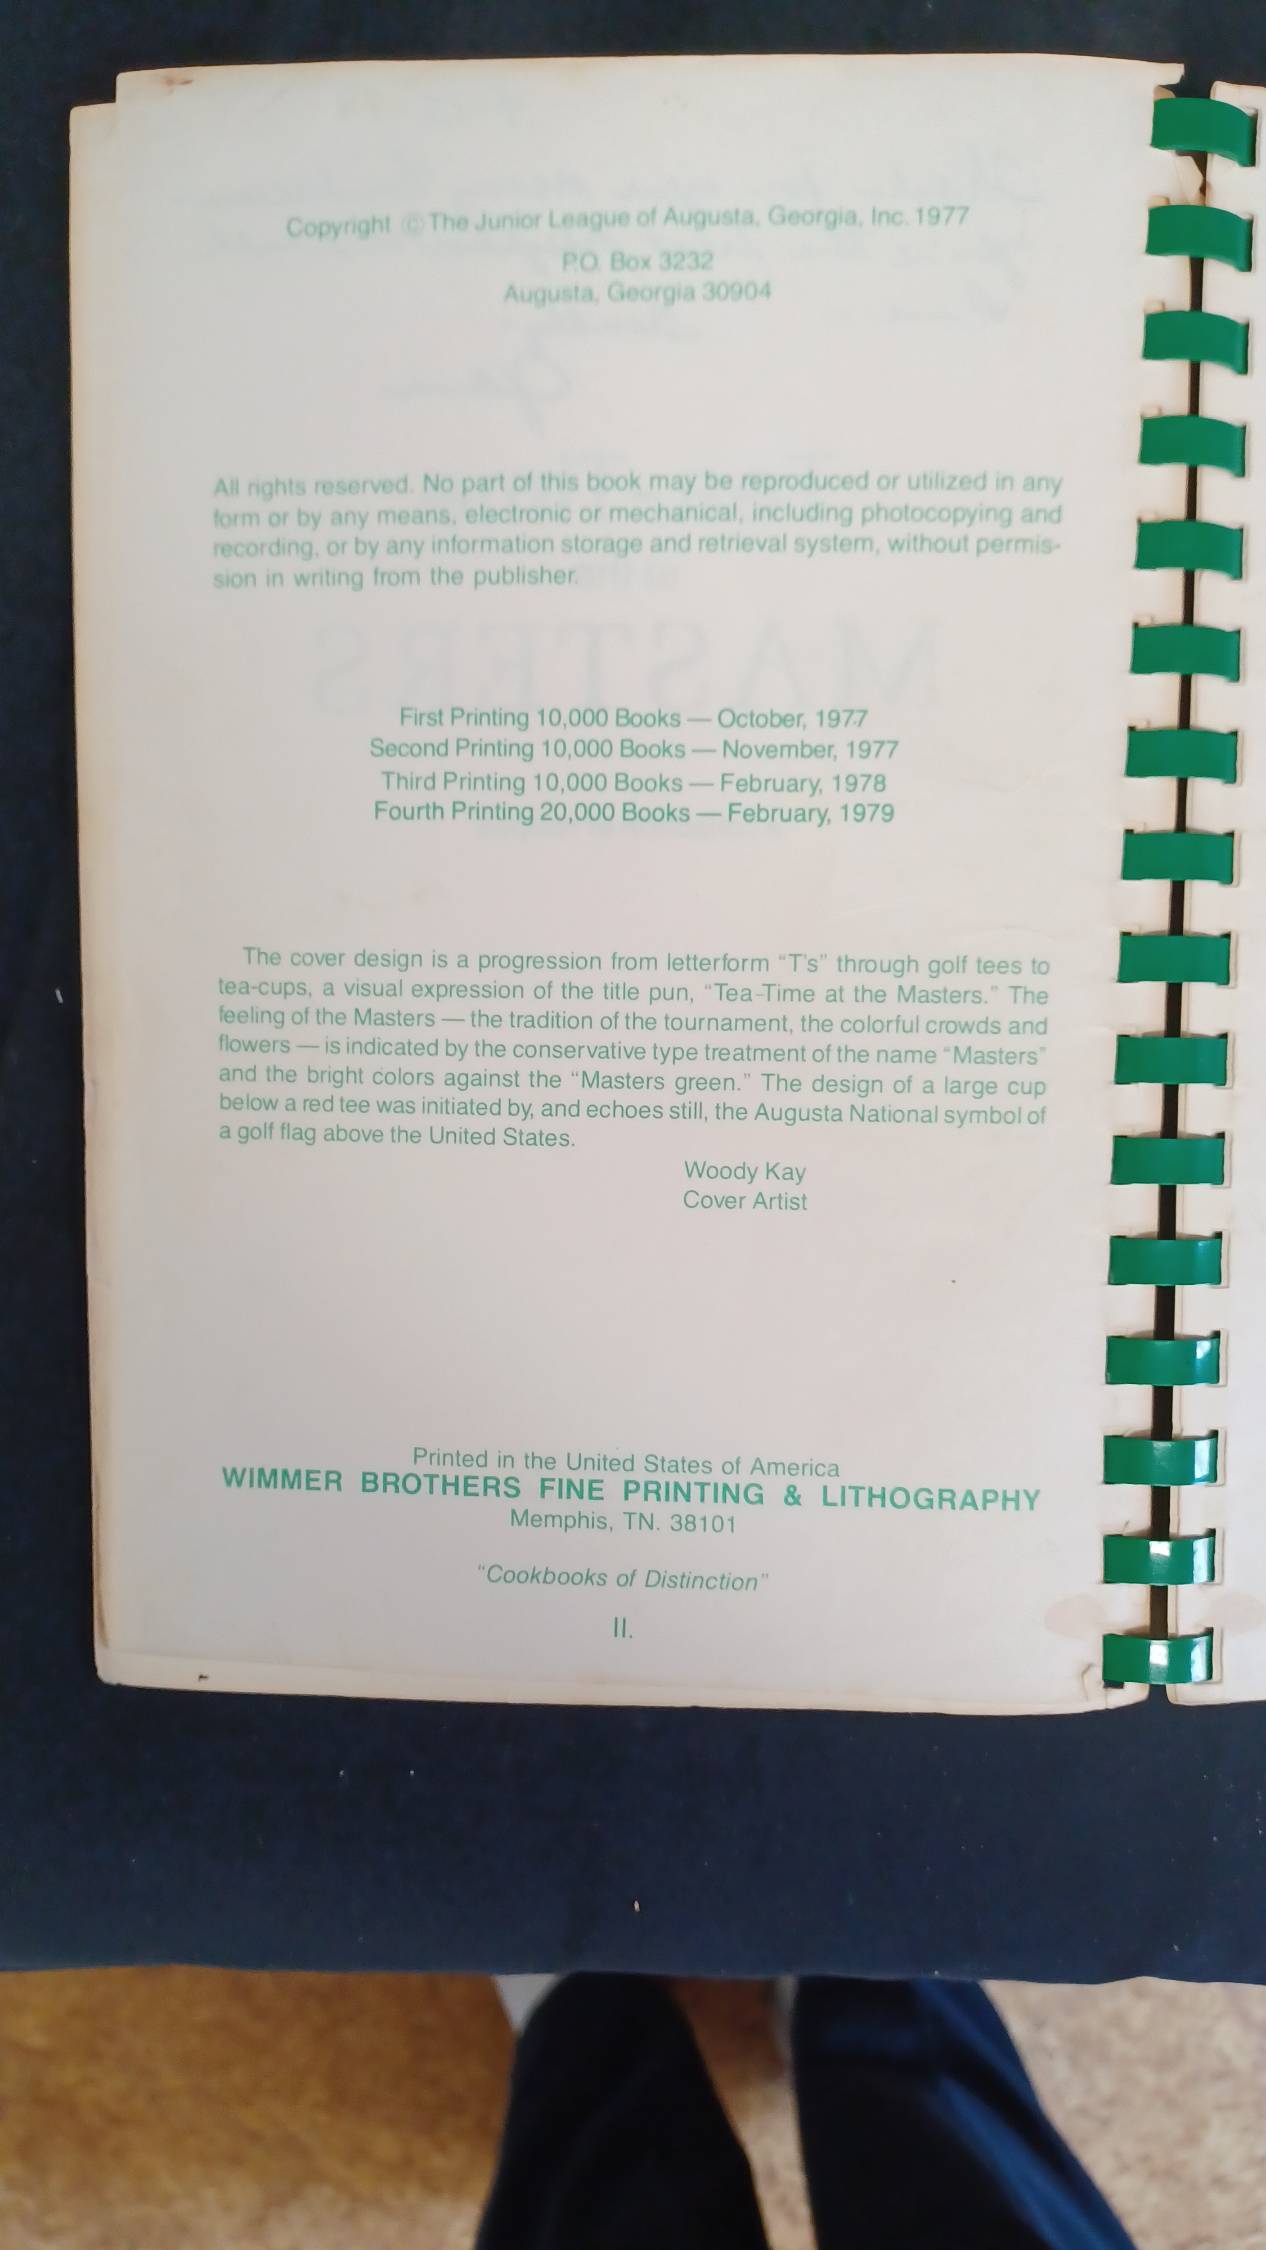 Copyright © The Junior League of Augusta, Georgia, Inc. 1977
P.O. Box 3232
Augusta, Georgia 30904
All rights reserved. No part of this book may be reproduced or utilized in any
form or by any means, electronic or mechanical, including photocopying and
recording, or by any information storage and retrieval system, without permis-
sion in writing from the publisher.
MASTERS
First Printing 10,000 Books — October, 1977
Second Printing 10,000 Books — November, 1977
Third Printing 10,000 Books — February, 1978
Fourth Printing 20,000 Books — February, 1979
The cover design is a progression from letterform “T's” through golf tees to
tea-cups, a visual expression of the title pun, “Tea-Time at the Masters.” The
feeling of the Masters — the tradition of the tournament, the colorful crowds and
flowers — is indicated by the conservative type treatment of the name “Masters”
and the bright colors against the “Masters green.” The design of a large cup
below a red tee was initiated by, and echoes still, the Augusta National symbol of
a golf flag above the United States.
Woody Kay
Cover Artist
Printed in the United States of America
WIMMER BROTHERS FINE PRINTING & LITHOGRAPHY
Memphis, TN. 38101
“Cookbooks of Distinction”
II.